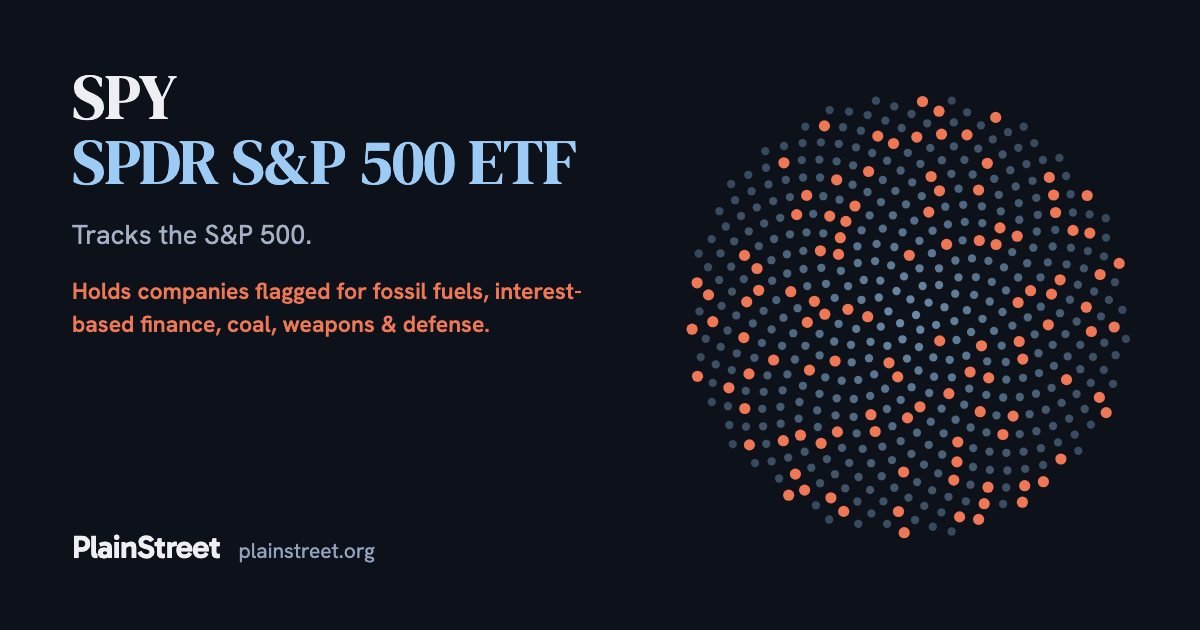 SPY
SPDR S&P 500 ETF
Tracks the S&P 500.
Holds companies flagged for fossil fuels, interest-
based finance, coal, weapons & defense.
PlainStreet plainstreet.org